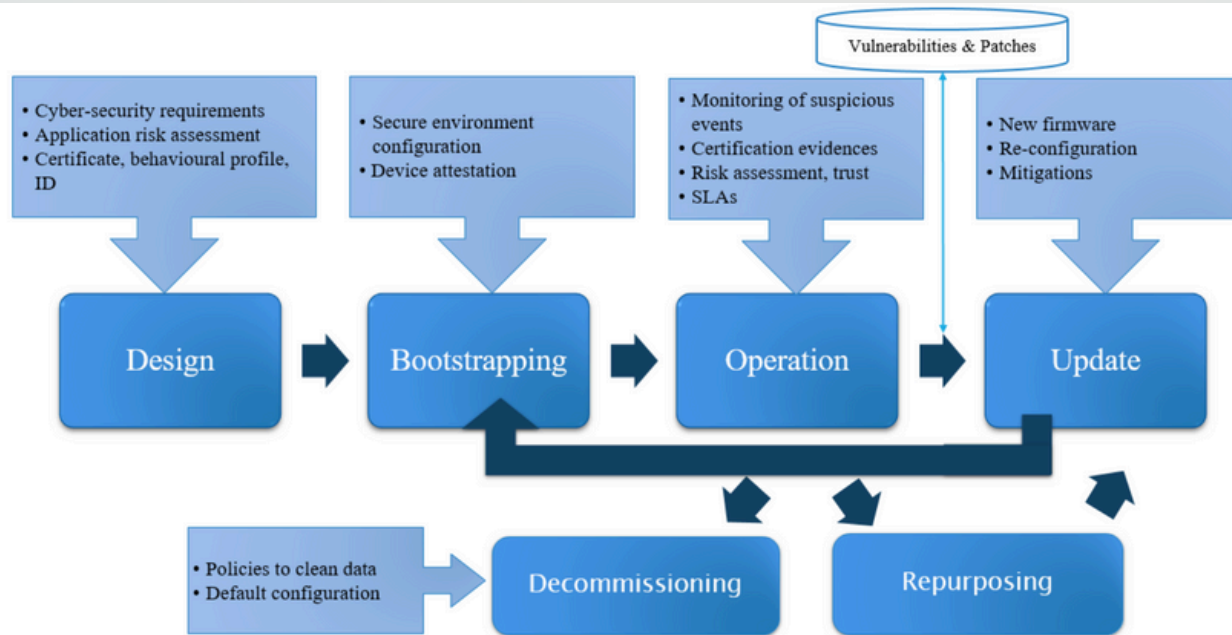 Vulnerabilities & Patches
• Cyber-security requirements
• Application risk assessment
• Certificate, behavioural profile,
ID
• Secure environment
configuration
• Device attestation
• Monitoring of suspicious
events
• Certification evidences
• Risk assessment, trust
• SLAs
• New firmware
• Re-configuration
• Mitigations
Design
Bootstrapping
Operation
Update
• Policies to clean data
• Default configuration
Decommissioning
Repurposing